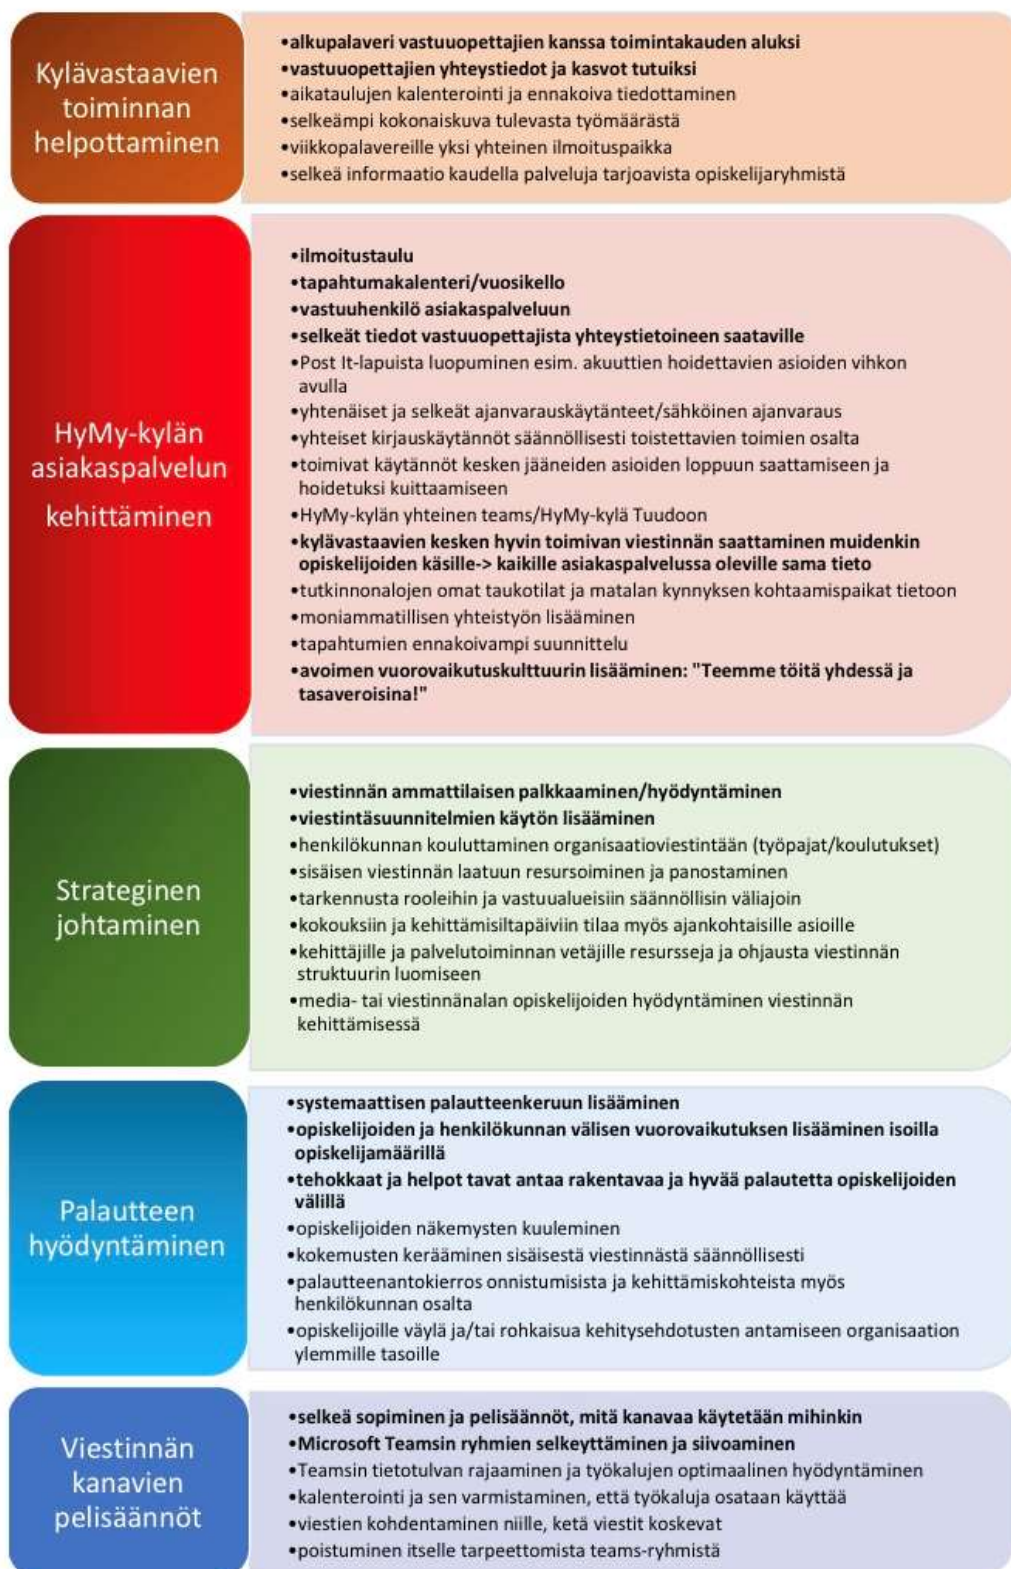 Kylävastaavien
toiminnan
helpottaminen
•alkupalaveri vastuuopettajien kanssa toimintakauden aluksi
•vastuuopettajien yhteystiedot ja kasvot tutuiksi
•aikataulujen kalenterointi ja ennakoiva tiedottaminen
•selkeämpi kokonaiskuva tulevasta työmäärästä
•viikkopalavereille yksi yhteinen ilmoituspaikka
•selkeä informaatio kaudella palveluja tarjoavista opiskelijaryhmistä
HyMy-kylän
asiakaspalvelun
kehittäminen
•ilmoitustaulu
•tapahtumakalenteri/vuosikello
•vastuuhenkilö asiakaspalveluun
•selkeät tiedot vastuuopettajista yhteystietoineen saataville
•Post It-lapuista luopuminen esim. akuuttien hoidettavien asioiden vihkon
avulla
•yhtenäiset ja selkeät ajanvarauskäytänteet/sähköinen ajanvaraus
•yhteiset kirjauskäytännöt säännöllisesti toistettavien toimien osalta
•toimivat käytännöt kesken jääneiden asioiden loppuun saattamiseen ja
hoidetuksi kuittaamiseen
•HyMy-kylän yhteinen teams/HyMy-kylä Tuudoon
•kylävastaavien kesken hyvin toimivan viestinnän saattaminen muidenkin
opiskelijoiden käsille-> kaikille asiakaspalvelussa oleville sama tieto
•tutkinnonalojen omat taukotilat ja matalan kynnyksen kohtaamispaikat tietoon
•moniammatillisen yhteistyön lisääminen
•tapahtumien ennakoivampi suunnittelu
•avoimen vuorovaikutuskulttuurin lisääminen: "Teemme töitä yhdessä ja
tasaveroisina!"
Strateginen
johtaminen
•viestinnän ammattilaisen palkkaaminen/hyödyntäminen
•viestintäsuunnitelmien käytön lisääminen
•henkilökunnan kouluttaminen organisaatioviestintään (työpajat/koulutukset)
•sisäisen viestinnän laatuun resursoiminen ja panostaminen
•tarkennusta rooleihin ja vastuualueisiin säännöllisin väliajoin
•kokouksiin ja kehittämisiltapäiviin tilaa myös ajankohtaisille asioille
•kehittäjille ja palvelutoiminnan vetäjille resursseja ja ohjausta viestinnän
struktuurin luomiseen
•media- tai viestinnänalan opiskelijoiden hyödyntäminen viestinnän
kehittämisessä
Palautteen
hyödyntäminen
•systemaattisen palautteenkeruun lisääminen
•opiskelijoiden ja henkilökunnan välisen vuorovaikutuksen lisääminen isoilla
opiskelijamäärillä
•tehokkaat ja helpot tavat antaa rakentavaa ja hyvää palautetta opiskelijoiden
välillä
•opiskelijoiden näkemysten kuuleminen
•kokemusten kerääminen sisäisestä viestinnästä säännöllisesti
•palautteenantokierros onnistumisista ja kehittämiskohteista myös
henkilökunnan osalta
•opiskelijoille väylä ja/tai rohkaisua kehitysehdotusten antamiseen organisaation
ylemmille tasoille
Viestinnän
kanavien
pelisäännöt
•selkeä sopiminen ja pelisäännöt, mitä kanavaa käytetään mihinkin
•Microsoft Teamsin ryhmien selkeyttäminen ja siivoaminen
•Teamsin tietotulvan rajaaminen ja työkalujen optimaalinen hyödyntäminen
•kalenterointi ja sen varmistaminen, että työkaluja osataan käyttää
•viestien kohdentaminen niille, ketä viestit koskevat
•poistuminen itselle tarpeettomista teams-ryhmistä